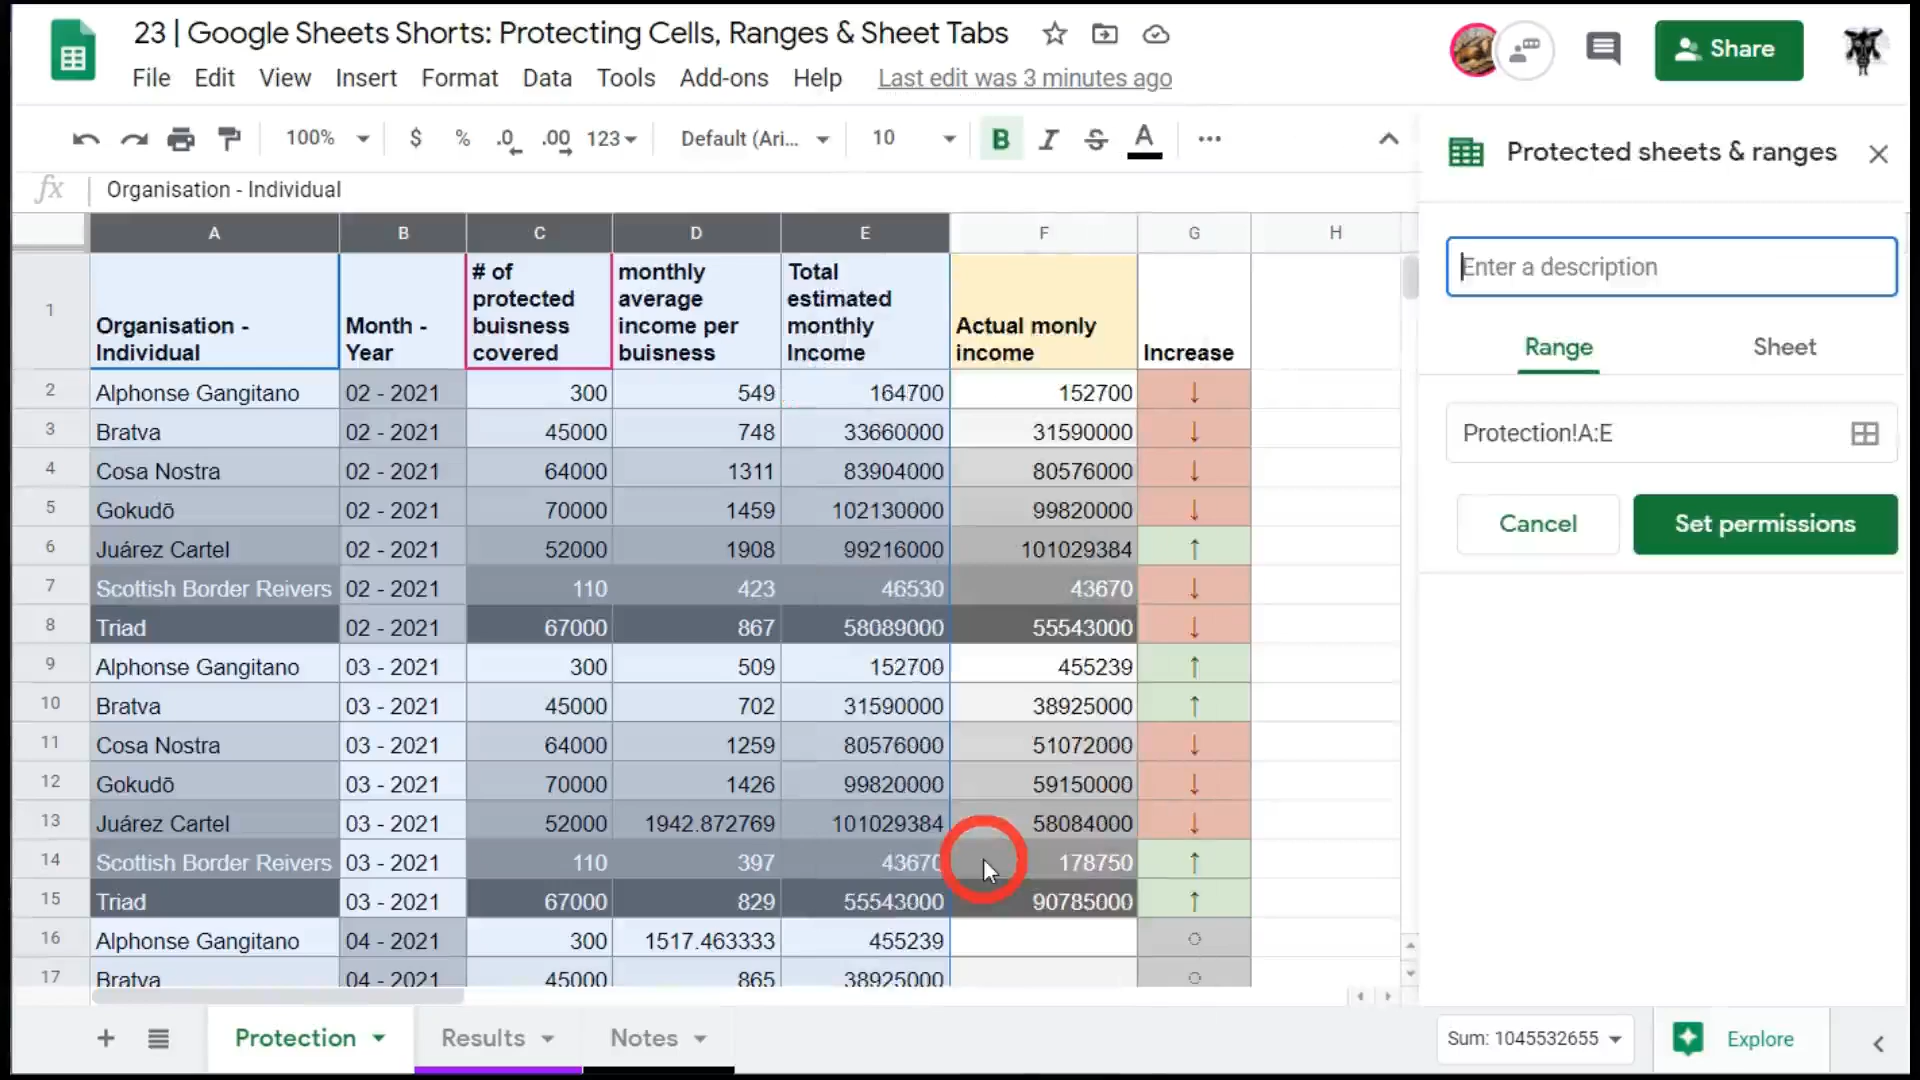 23 | Google Sheets Shorts: Protecting Cells, Ranges & Sheet Tabs
Share
File Edit View Insert Format Data Tools Add-ons Help Last edit was 3 minutes ago
100% $ % .0 .00 123 Default (Ari... 10 B I S A
Protected sheets & ranges
fx Organisation - Individual
A B C D E F G H
Enter a description
Range Sheet
Protection!A:E
Cancel Set permissions
1
Organisation -
Individual
Month -
Year
# of
protected
buisness
covered
monthly
average
income per
buisness
Total
estimated
monthly
Income
Actual monly
income
Increase
2 Alphonse Gangitano 02 - 2021 300 549 164700 152700 ↓
3 Bratva 02 - 2021 45000 748 33660000 31590000 ↓
4 Cosa Nostra 02 - 2021 64000 1311 83904000 80576000 ↓
5 Gokudō 02 - 2021 70000 1459 102130000 99820000 ↓
6 Juárez Cartel 02 - 2021 52000 1908 99216000 101029384 ↑
7 Scottish Border Reivers 02 - 2021 110 423 46530 43670 ↓
8 Triad 02 - 2021 67000 867 58089000 55543000 ↓
9 Alphonse Gangitano 03 - 2021 300 509 152700 455239 ↑
10 Bratva 03 - 2021 45000 702 31590000 38925000 ↑
11 Cosa Nostra 03 - 2021 64000 1259 80576000 51072000 ↓
12 Gokudō 03 - 2021 70000 1426 99820000 59150000 ↓
13 Juárez Cartel 03 - 2021 52000 1942.872769 101029384 58084000 ↓
14 Scottish Border Reivers 03 - 2021 110 397 43670 178750 ↑
15 Triad 03 - 2021 67000 829 55543000 90785000 ↑
16 Alphonse Gangitano 04 - 2021 300 1517.463333 455239 ○
17 Bratva 04 - 2021 45000 865 38925000 ○
Protection Results Notes Sum: 1045532655 Explore